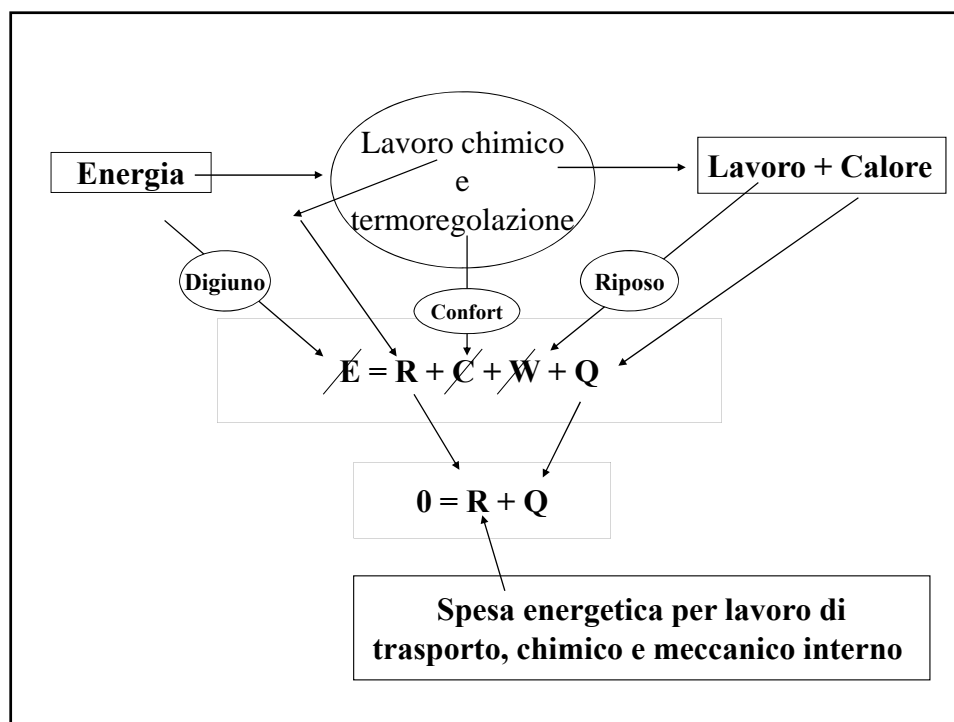 Energia
Lavoro chimico
e
termoregolazione
Lavoro + Calore
Digiuno
Confort
Riposo
E = R + C + W + Q
0 = R + Q
Spesa energetica per lavoro di
trasporto, chimico e meccanico interno